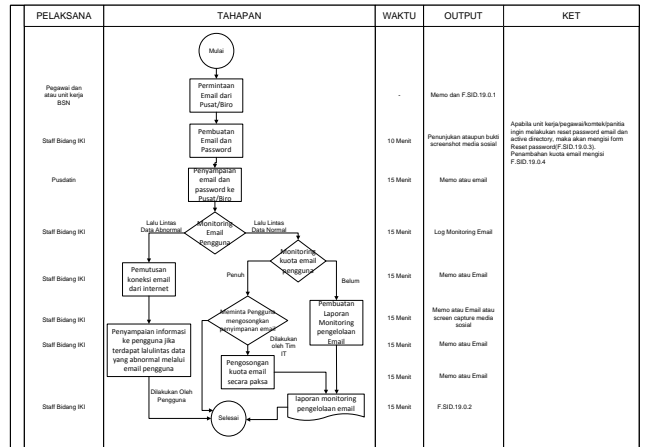 PELAKSANA
TAHAPAN
WAKTU
OUTPUT
KET
Mulai
Pegawai dan
atau unit kerja
BSN
Permintaan
Email dari
Pusat/Biro
-
Memo dan F.SID.19.0.1
Staff Bidang IKI
Pembuatan
Email dan
Password
10 Menit
Penunjukan ataupun bukti
screenshot media sosial
Apabila unit kerja/pegawai/komtek/panitia
ingin melakukan reset password email dan
active directory, maka akan mengisi form
Reset password(F.SID.19.0.3).
Penambahan kuota email mengisi
F.SID.19.0.4
Pusdatin
Penyampaian
email dan
password ke
Pusat/Biro
15 Menit
Memo atau email
Staff Bidang IKI
Lalu Lintas
Data Abnormal
Monitoring
Email
Pengguna
Lalu Lintas
Data Normal
15 Menit
Log Monitoring Email
Staff Bidang IKI
Pemutusan
koneksi email
dari internet
Monitoring
kuota email
pengguna
Penuh
Belum
15 Menit
Memo atau Email
Staff Bidang IKI
Meminta Pengguna
mengosongkan
penyimpanan email
Pembuatan
Laporan
Monitoring
pengelolaan
Email
15 Menit
Memo atau Email atau
screen capture media
sosial
Staff Bidang IKI
Penyampaian informasi
ke pengguna jika
terdapat lalulintas data
yang abnormal melalui
email pengguna
Dilakukan
oleh Tim
IT
15 Menit
Memo atau Email
Pengosongan
kuota email
secara paksa
15 Menit
Memo atau Email
Dilakukan Oleh
Pengguna
Staff Bidang IKI
Selesai
laporan monitoring
pengelolaan email
15 Menit
F.SID.19.0.2